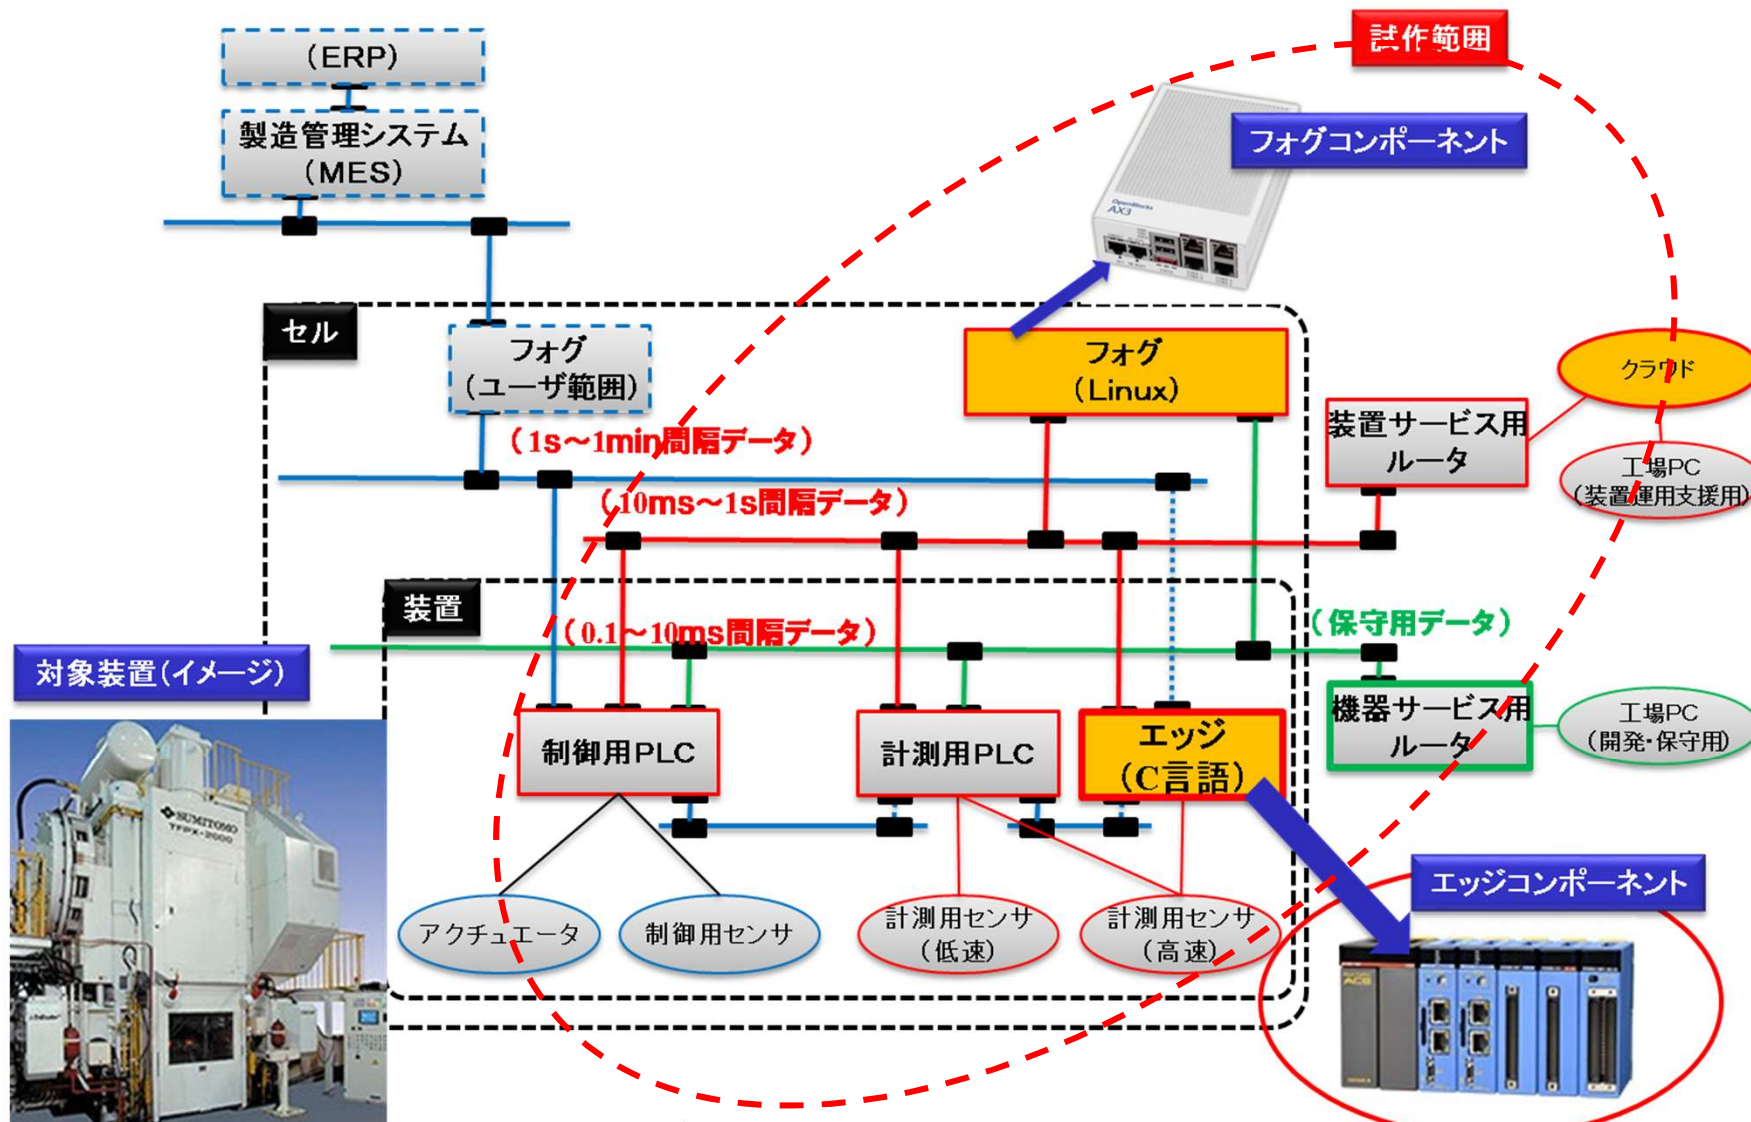 試作範囲
(ERP)
製造管理システム
(MES)
フォグコンポーネント
OpenBlocks
AX3
セル
フォグ
(ユーザ範囲)
フォグ
(Linux)
クラウド
装置サービス用
ルータ
工場PC
(装置運用支援用)
(1s～1min間隔データ)
(10ms～1s間隔データ)
装置
(0.1～10ms間隔データ)
(保守用データ)
対象装置(イメージ)
制御用PLC
計測用PLC
エッジ
(C言語)
機器サービス用
ルータ
工場PC
(開発・保守用)
SUMITOMO
TFPX-2000
アクチュエータ
制御用センサ
計測用センサ
(低速)
計測用センサ
(高速)
エッジコンポーネント